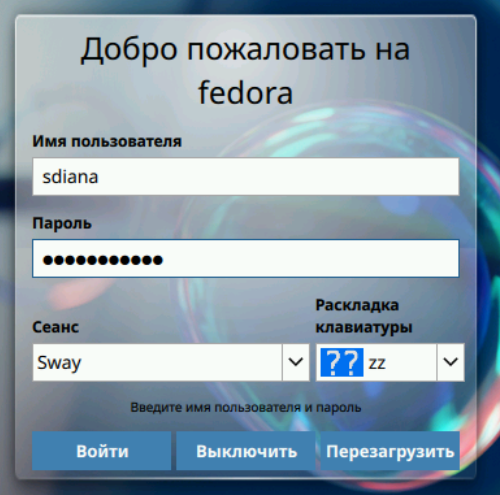 Добро пожаловать на
fedora
Имя пользователя
sdiana
Пароль
●●●●●●●●●●●
Сеанс
Раскладка
клавиатуры
Sway
?? zz
Введите имя пользователя и пароль
Войти
Выключить
Перезагрузить